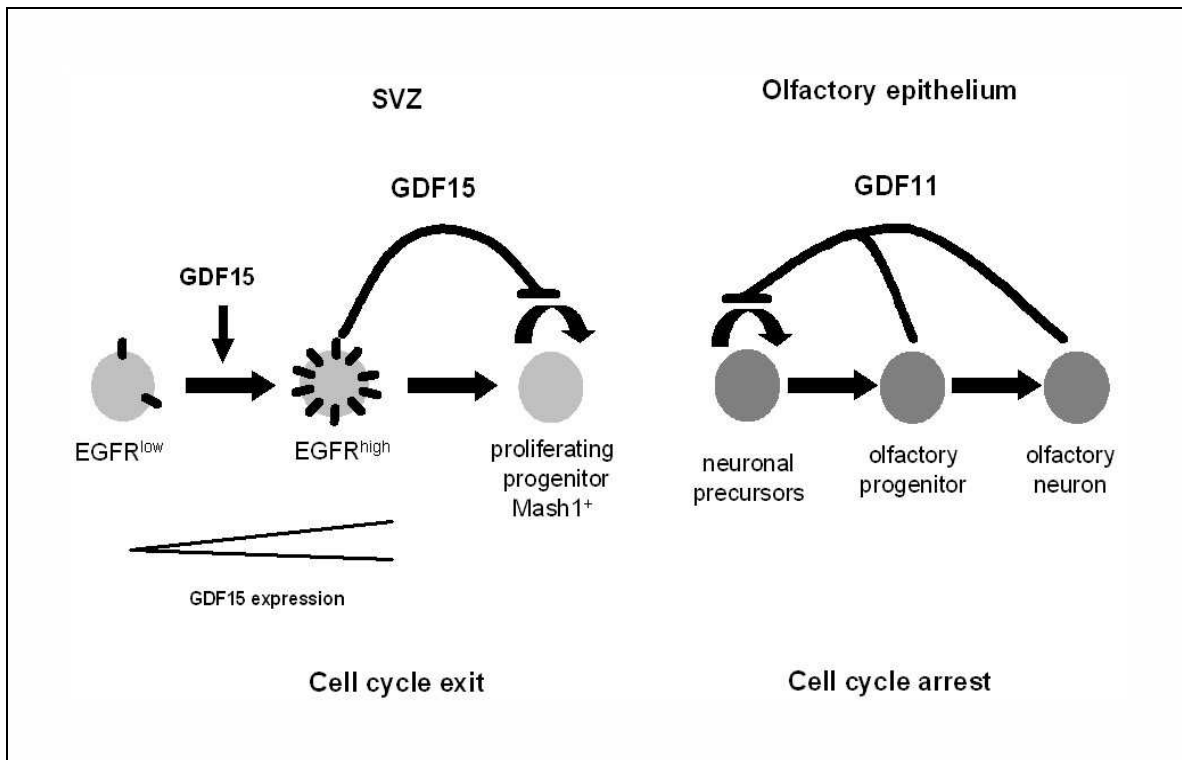 SVZ
GDF15
GDF15
EGFRlow
EGFRhigh
proliferating
progenitor
Mash1+
GDF15 expression
Cell cycle exit
Olfactory epithelium
GDF11
neuronal
precursors
olfactory
progenitor
olfactory
neuron
Cell cycle arrest